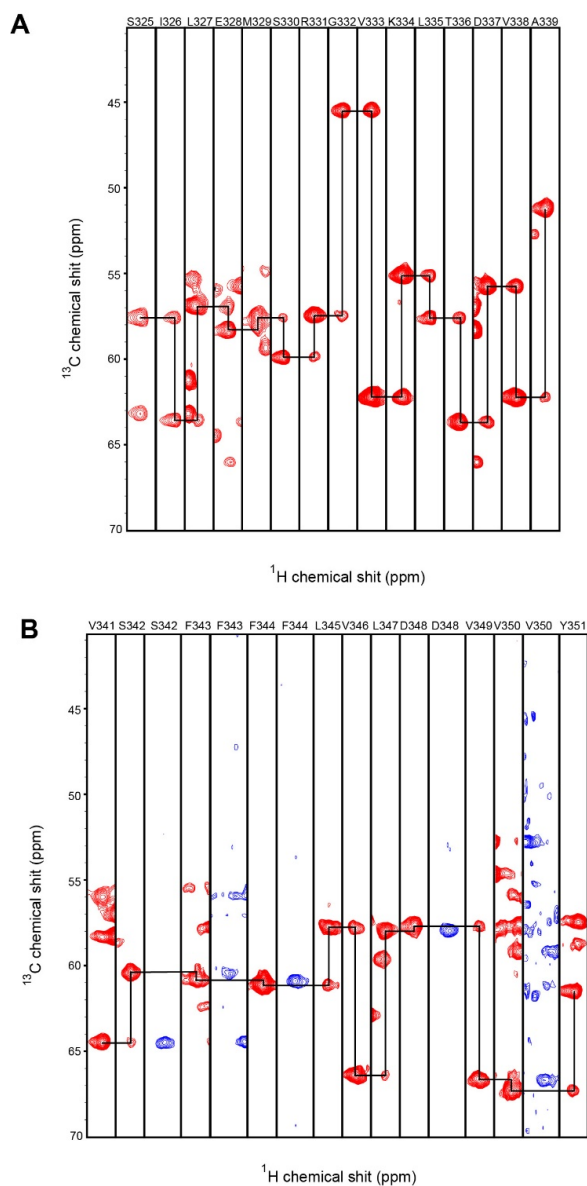 A
S325 I326 L327 E328 M329 S330 R331 G332 V333 K334 L335 T336 D337 V338 A339
45
50
55
60
65
70
13C chemical shit (ppm)
1H chemical shit (ppm)
B
V341 S342 S342 F343 F343 F344 F344 L345 V346 L347 D348 D348 V349 V350 V350 Y351
45
50
55
60
65
70
13C chemical shit (ppm)
1H chemical shit (ppm)